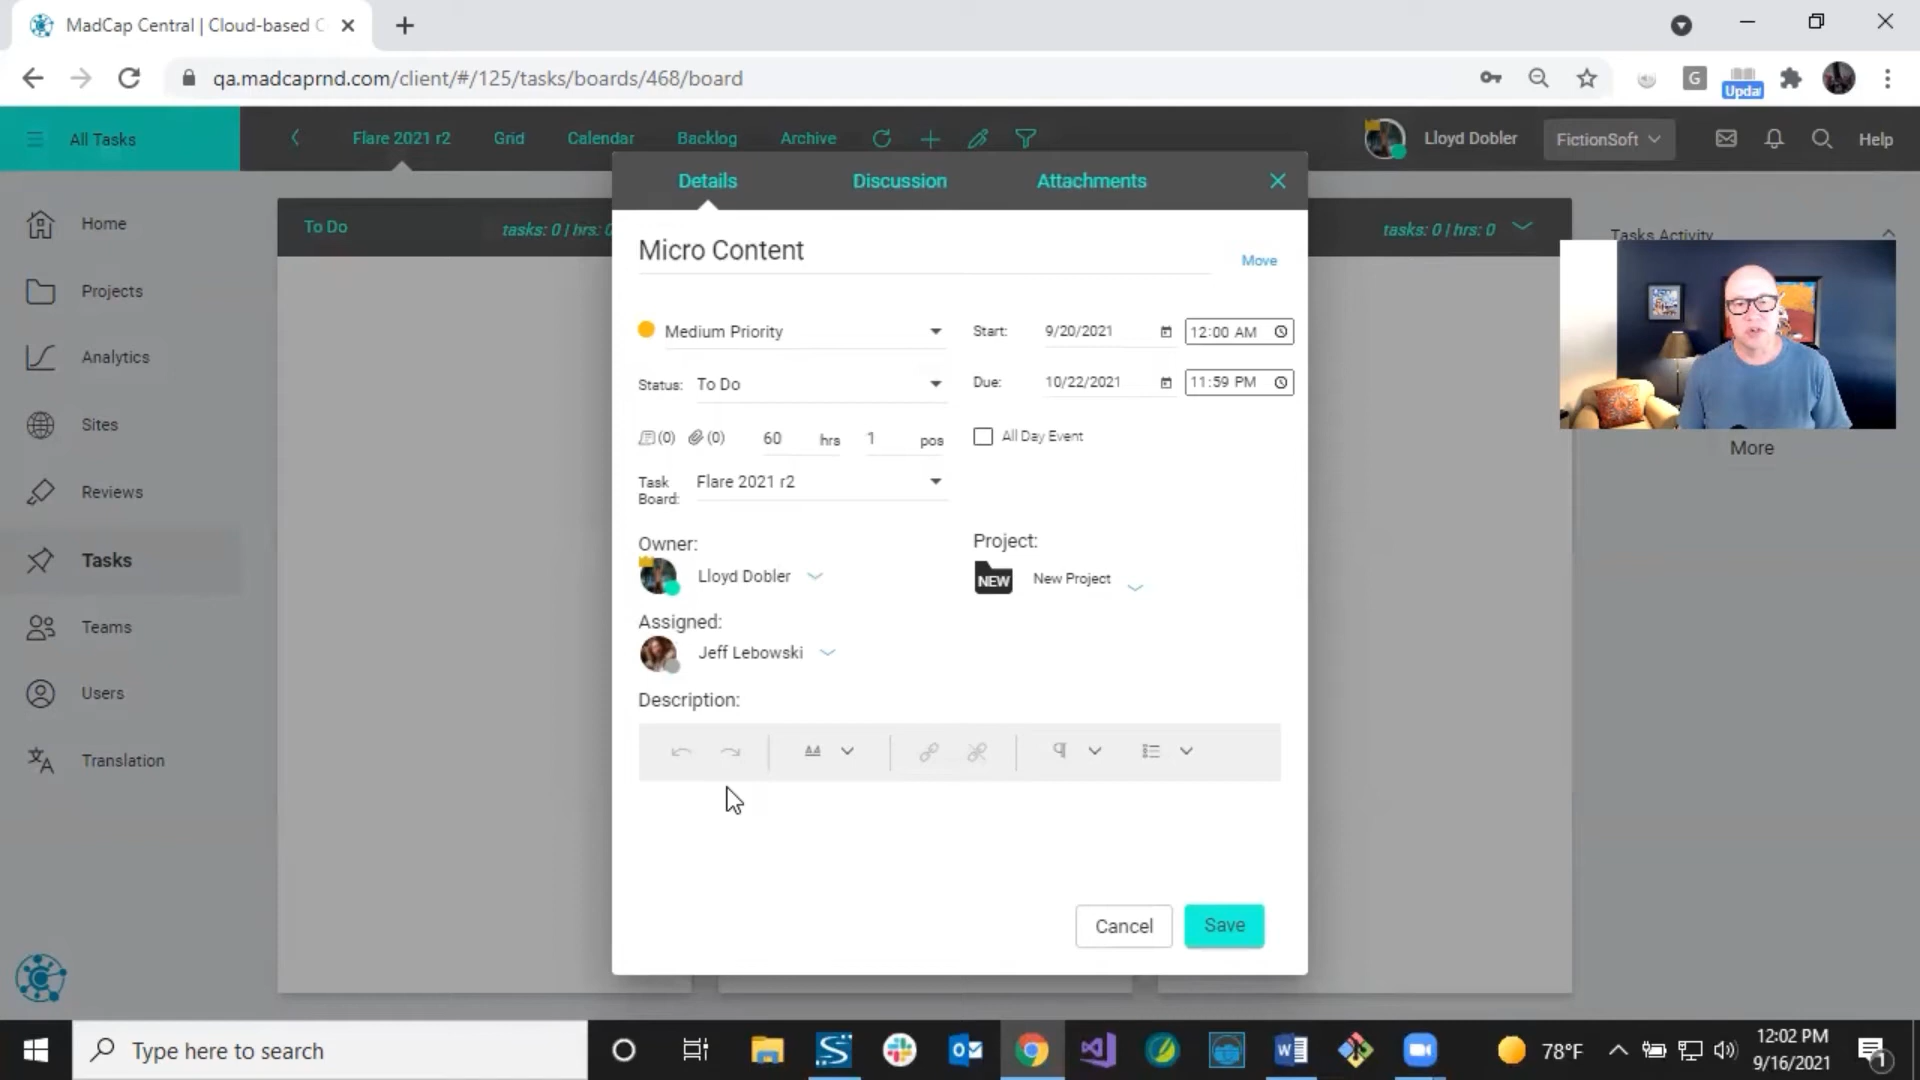 MadCap Central | Cloud-based C
qa.madcaprnd.com/client/#/125/tasks/boards/468/board
G
Updat
All Tasks
Flare 2021 r2
Grid
Calendar
Backlog
Archive
Lloyd Dobler
FictionSoft
Help
Home
Projects
Analytics
Sites
Reviews
Tasks
Teams
Users
Translation
To Do
tasks: 0 | hrs: 0
Details
Discussion
Attachments
tasks: 0 | hrs: 0
Tasks Activity
More
Micro Content
Move
Medium Priority
Start:
9/20/2021
12:00 AM
Status:
To Do
Due:
10/22/2021
11:59 PM
(0)
(0)
60
hrs
1
pos
All Day Event
Task
Board:
Flare 2021 r2
Owner:
Lloyd Dobler
Project:
NEW
New Project
Assigned:
Jeff Lebowski
Description:
Cancel
Save
Type here to search
78°F
12:02 PM
9/16/2021
1